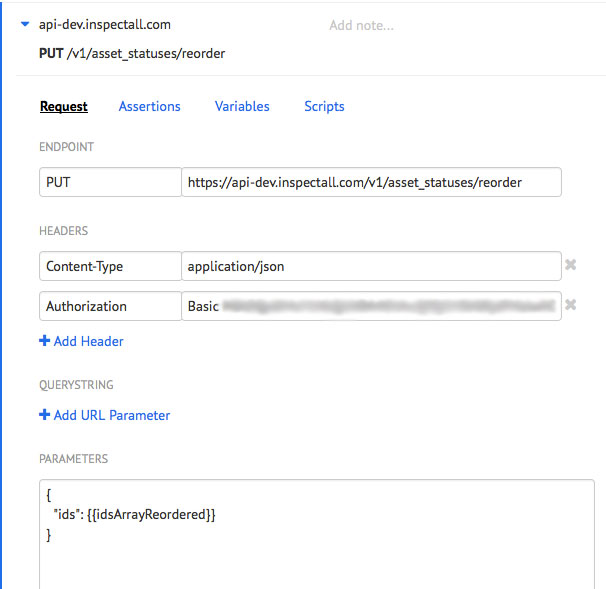 api-dev.inspectall.com Add note...
PUT /v1/asset_statuses/reorder
Request Assertions Variables Scripts
ENDPOINT
PUT https://api-dev.inspectall.com/v1/asset_statuses/reorder
HEADERS
Content-Type application/json
Authorization Basic
Add Header
QUERYSTRING
Add URL Parameter
PARAMETERS
{
"ids": {{idsArrayReordered}}
}